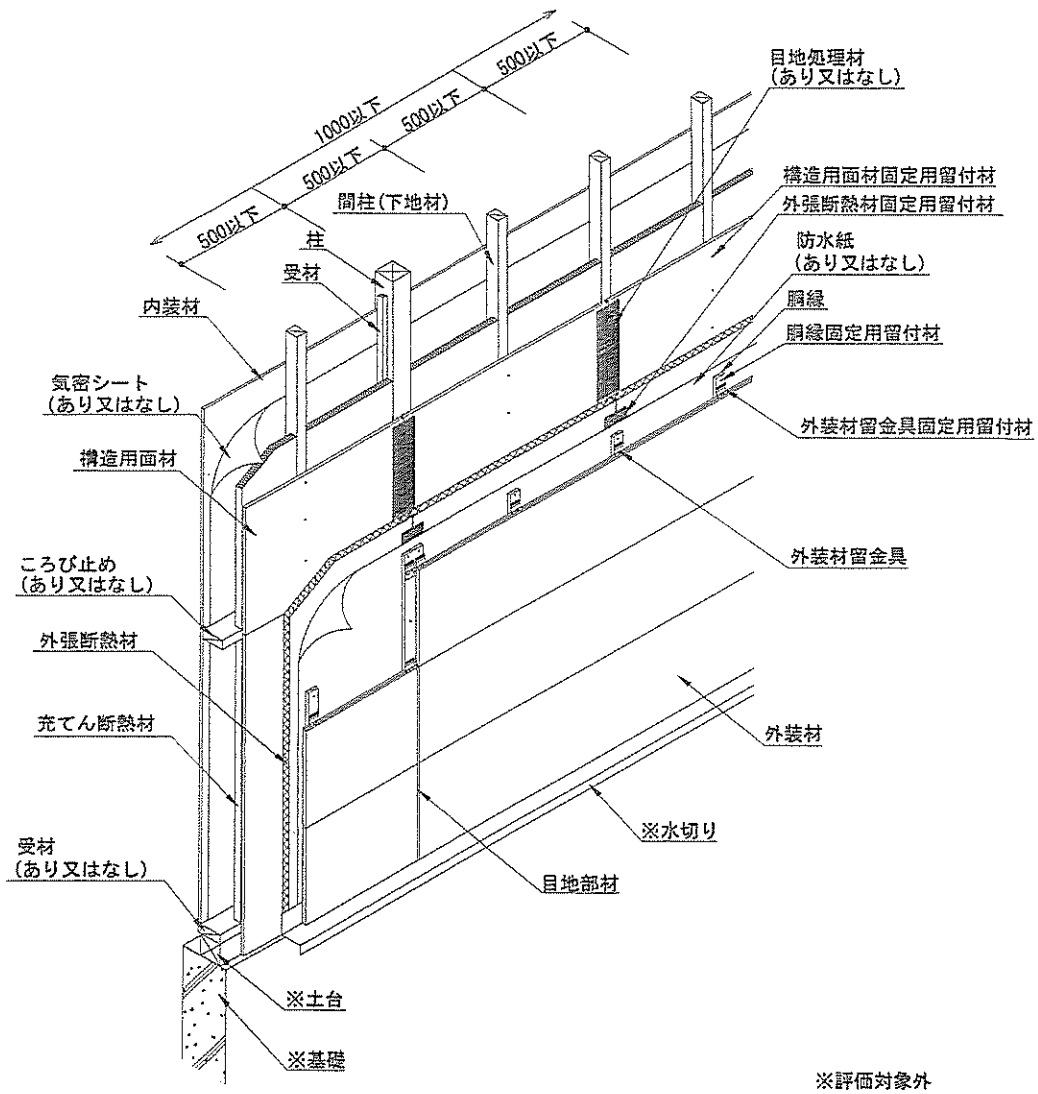 500以下
1000以下
500以下
500以下
500以下
目地処理材
(あり又はなし)
構造用面材固定用留付材
外張断熱材固定用留付材
防水紙
(あり又はなし)
胴縁
胴縁固定用留付材
外装材留金具固定用留付材
外装材留金具
外装材
※水切り
目地部材
間柱(下地材)
柱
受材
内装材
気密シート
(あり又はなし)
構造用面材
ころび止め
(あり又はなし)
外張断熱材
充てん断熱材
受材
(あり又はなし)
※土台
※基礎
※評価対象外